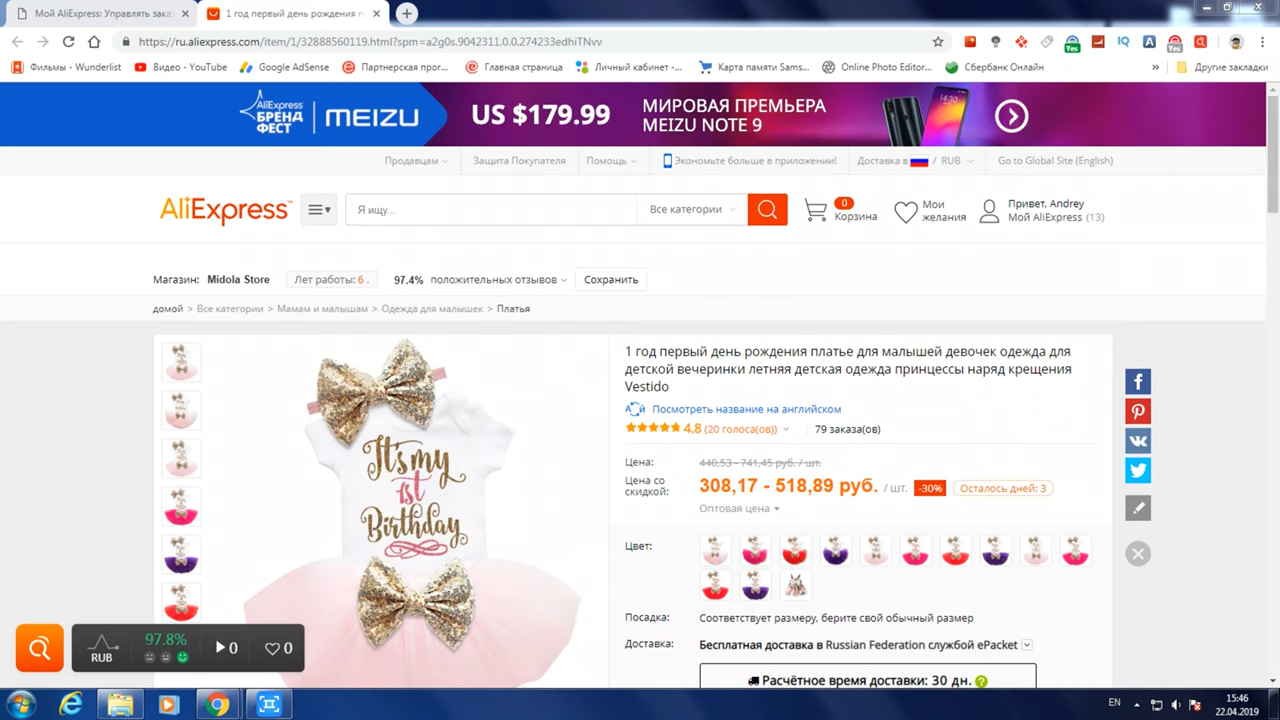 Мой AliExpress: Управлять зака
1 год первый день рождения п
https://ru.aliexpress.com/item/1/32888560119.html?spm=a2g0s.9042311.0.0.274233edhiTNvv
Yes
IQ
A
Yes
Фильмы - Wunderlist
Видео - YouTube
Google AdSense
Партнерская прог...
Главная страница
Личный кабинет -...
Карта памяти Sams...
Online Photo Editor...
Сбербанк Онлайн
»
Другие закладки
AliExpress
БРЕНД
ФЕСТ
MEIZU
US $179.99
МИРОВАЯ ПРЕМЬЕРА
MEIZU NOTE 9
14:30
Продавцам
Защита Покупателя
Помощь
Экономьте больше в приложении!
Доставка в / RUB
Go to Global Site (English)
AliExpress
Я ищу...
Все категории
0
Корзина
Мои
желания
Привет, Andrey
Мой AliExpress (13)
Магазин: Midola Store
Лет работы: 6 .
97.4% положительных отзывов
Сохранить
домой > Все категории > Мамам и малышам > Одежда для малышек > Платья
It's my
1st
Birthday
1 год первый день рождения платье для малышей девочек одежда для
детской вечеринки летняя детская одежда принцессы наряд крещения
Vestido
Посмотреть название на английском
4.8 (20 голоса(ов))
79 заказа(ов)
Цена: 440,53 - 741,45 руб. / шт.
Цена со
скидкой:
308,17 - 518,89 руб. / шт. -30% Осталось дней: 3
Оптовая цена
Цвет:
Посадка: Соответствует размеру, берите свой обычный размер
Доставка: Бесплатная доставка в Russian Federation службой ePacket
Расчётное время доставки: 30 дн. ?
RUB
97.8%
0
0
EN
15:46
22.04.2019